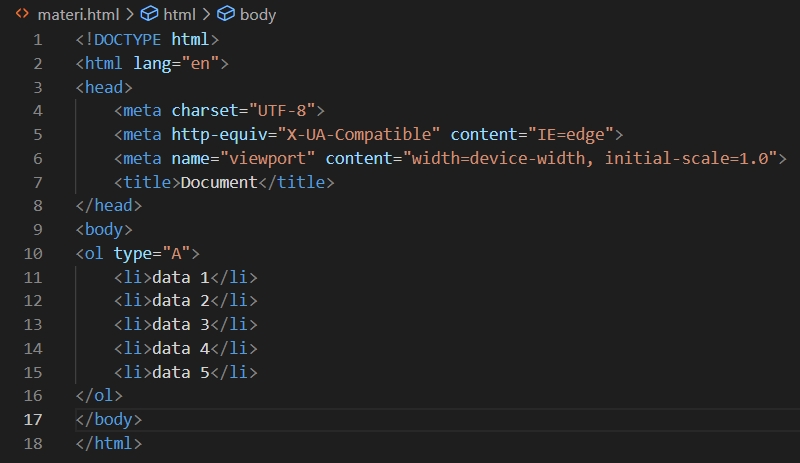 <> materi.html > html > body
1 <!DOCTYPE html>
2 <html lang="en">
3 <head>
4     <meta charset="UTF-8">
5     <meta http-equiv="X-UA-Compatible" content="IE=edge">
6     <meta name="viewport" content="width=device-width, initial-scale=1.0">
7     <title>Document</title>
8 </head>
9 <body>
10 <ol type="A">
11     <li>data 1</li>
12     <li>data 2</li>
13     <li>data 3</li>
14     <li>data 4</li>
15     <li>data 5</li>
16 </ol>
17 </body>
18 </html>